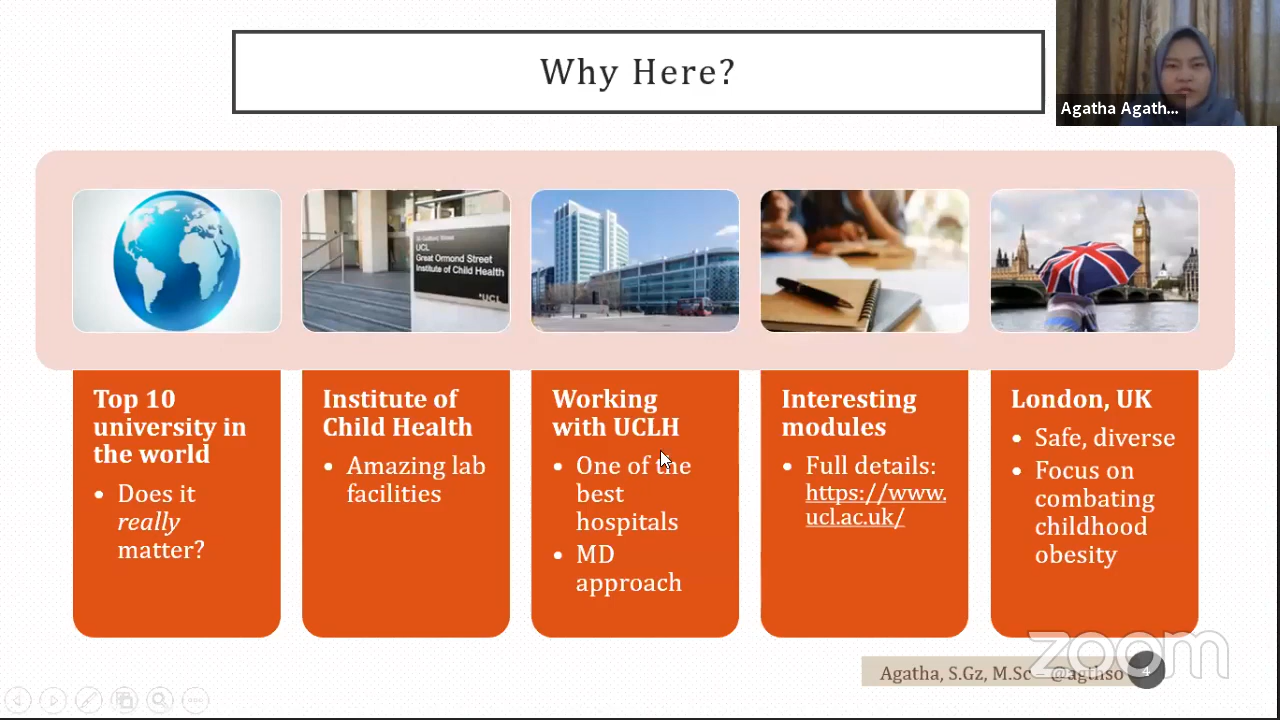 Why Here?
Agatha Agath...
UCL
Great Ormond Street
Institute of Child Health
UCL
Top 10
university in
the world
• Does it
really
matter?
Institute of
Child Health
• Amazing lab
facilities
Working
with UCLH
• One of the
best
hospitals
• MD
approach
Interesting
modules
• Full details:
https://www.
ucl.ac.uk/
London, UK
• Safe, diverse
• Focus on
combating
childhood
obesity
Agatha, S.Gz, M.Sc – @agthso
4
zoom